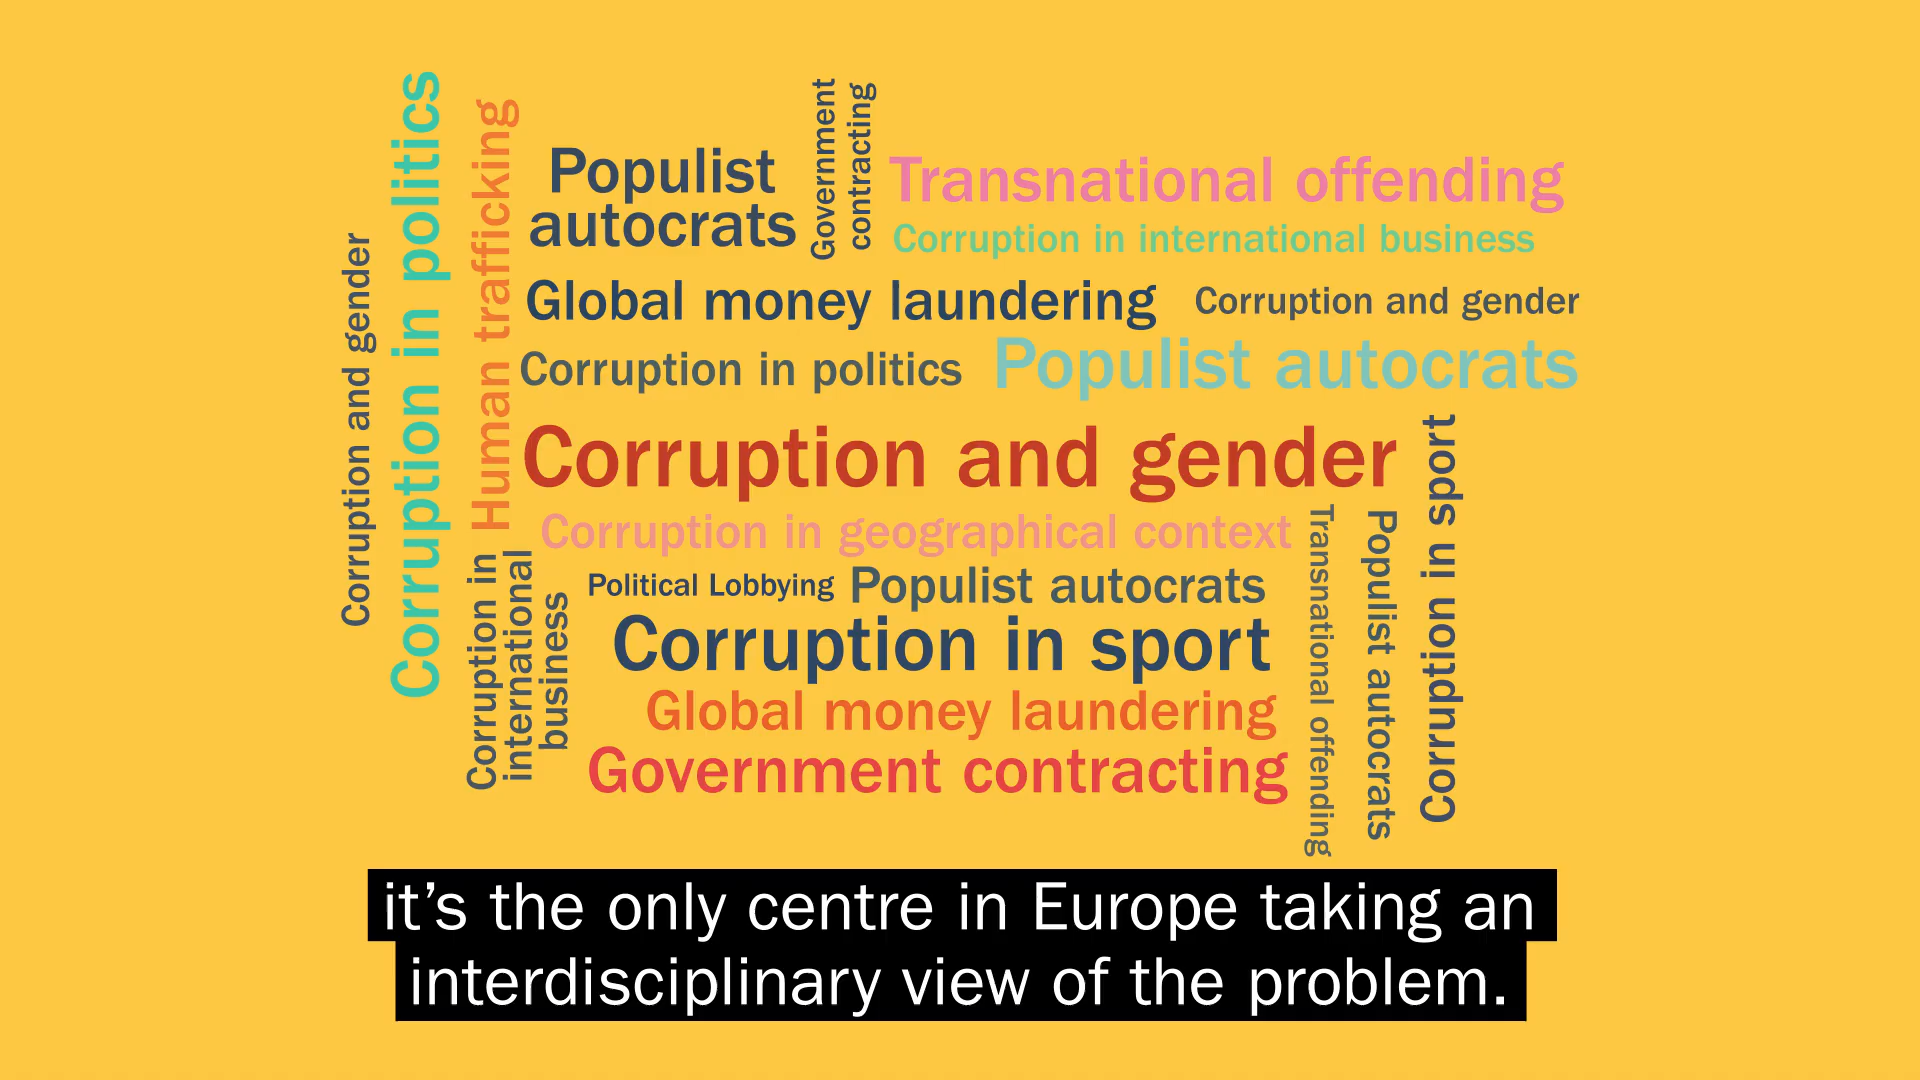 Corruption and gender
Corruption in politics
Human trafficking
Populist
autocrats
Government
contracting
Transnational offending
Corruption in international business
Global money laundering
Corruption and gender
Corruption in politics
Populist autocrats
Corruption and gender
Corruption in geographical context
Corruption in
international
business
Political Lobbying
Populist autocrats
Corruption in sport
Global money laundering
Government contracting
Transnational offending
Populist autocrats
Corruption in sport
it’s the only centre in Europe taking an
interdisciplinary view of the problem.